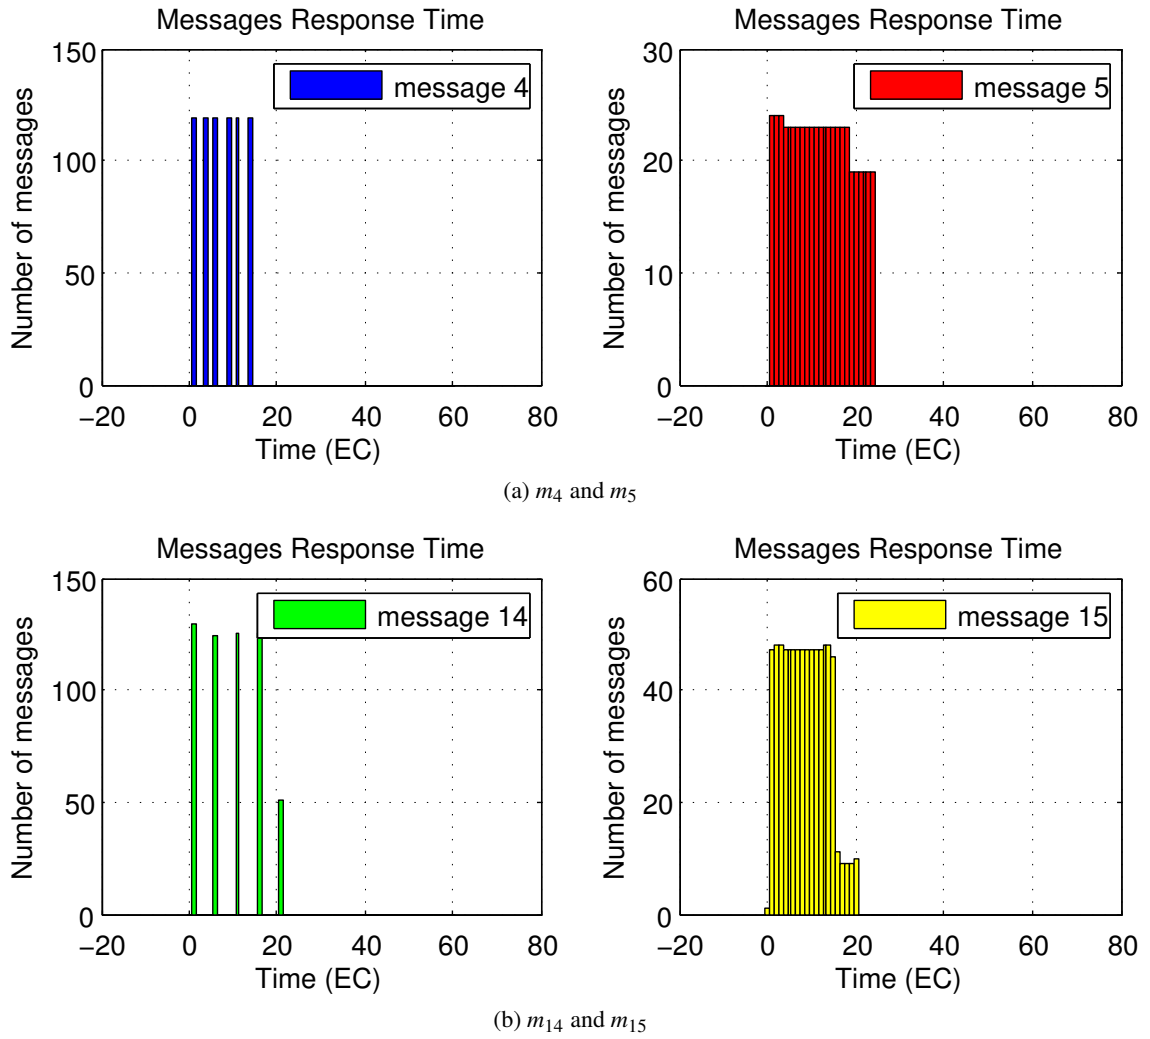 Messages Response Time
150
100
50
0
Number of messages
message 4
−20 0 20 40 60 80
Time (EC)
Messages Response Time
30
20
10
0
Number of messages
message 5
−20 0 20 40 60 80
Time (EC)
(a) m4 and m5
Messages Response Time
150
100
50
0
Number of messages
message 14
−20 0 20 40 60 80
Time (EC)
Messages Response Time
60
40
20
0
Number of messages
message 15
−20 0 20 40 60 80
Time (EC)
(b) m14 and m15